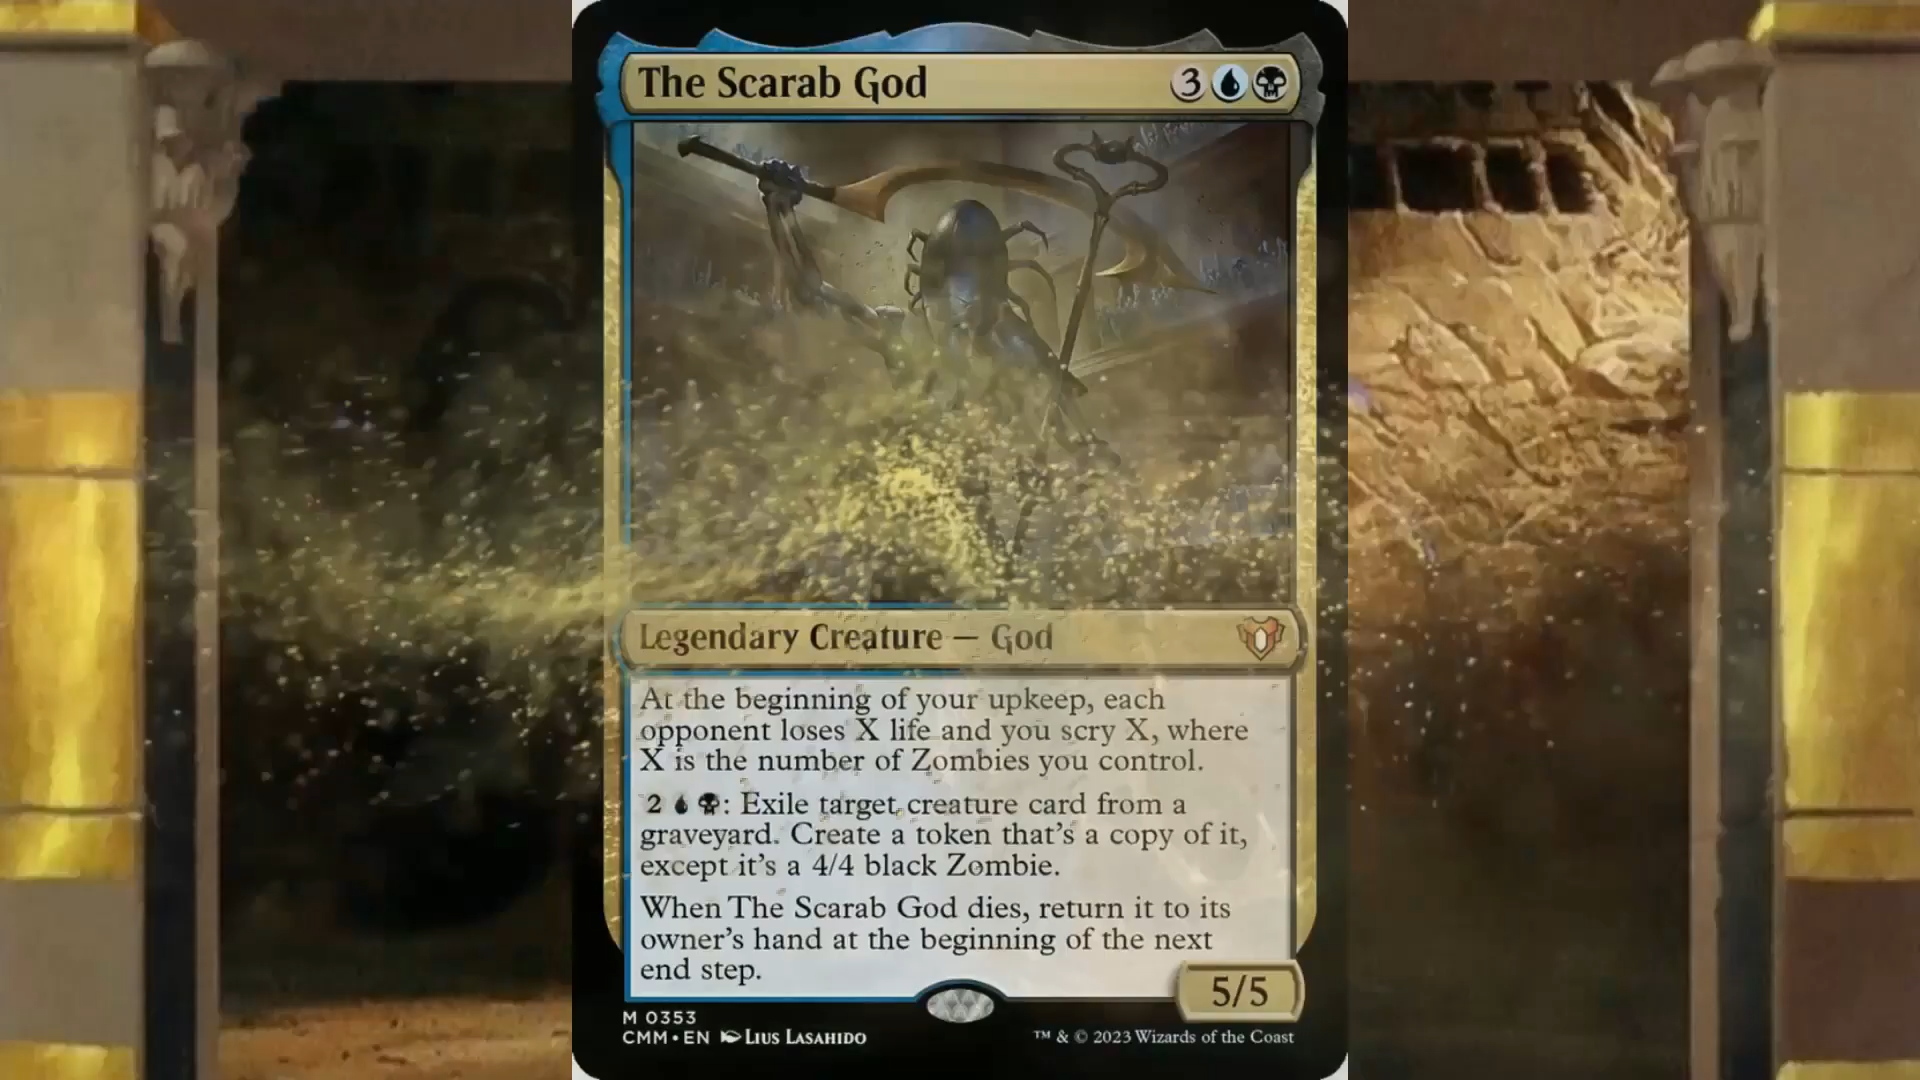 The Scarab God 3
Legendary Creature — God
At the beginning of your upkeep, each
opponent loses X life and you scry X, where
X is the number of Zombies you control.
2 : Exile target creature card from a
graveyard. Create a token that's a copy of it,
except it's a 4/4 black Zombie.
When The Scarab God dies, return it to its
owner's hand at the beginning of the next
end step.
5/5
M 0353
CMM • EN Lius Lasahido
™ & © 2023 Wizards of the Coast